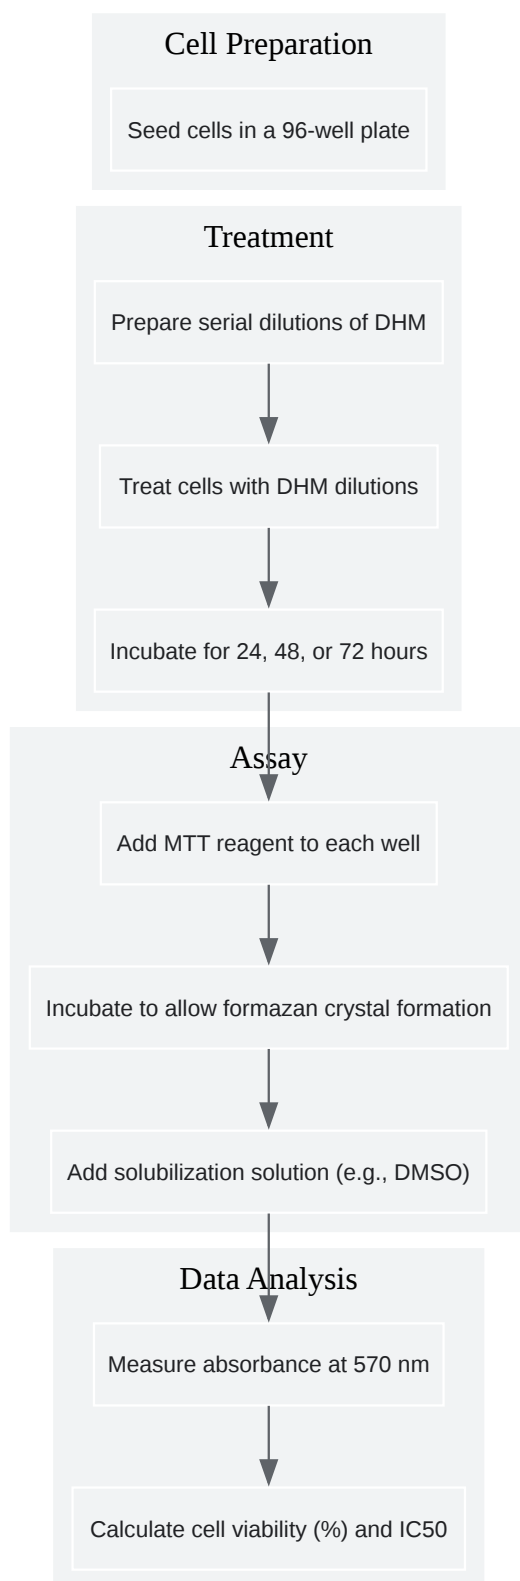 Cell Preparation
Seed cells in a 96-well plate
Treatment
Prepare serial dilutions of DHM
Treat cells with DHM dilutions
Incubate for 24, 48, or 72 hours
Assay
Add MTT reagent to each well
Incubate to allow formazan crystal formation
Add solubilization solution (e.g., DMSO)
Data Analysis
Measure absorbance at 570 nm
Calculate cell viability (%) and IC50